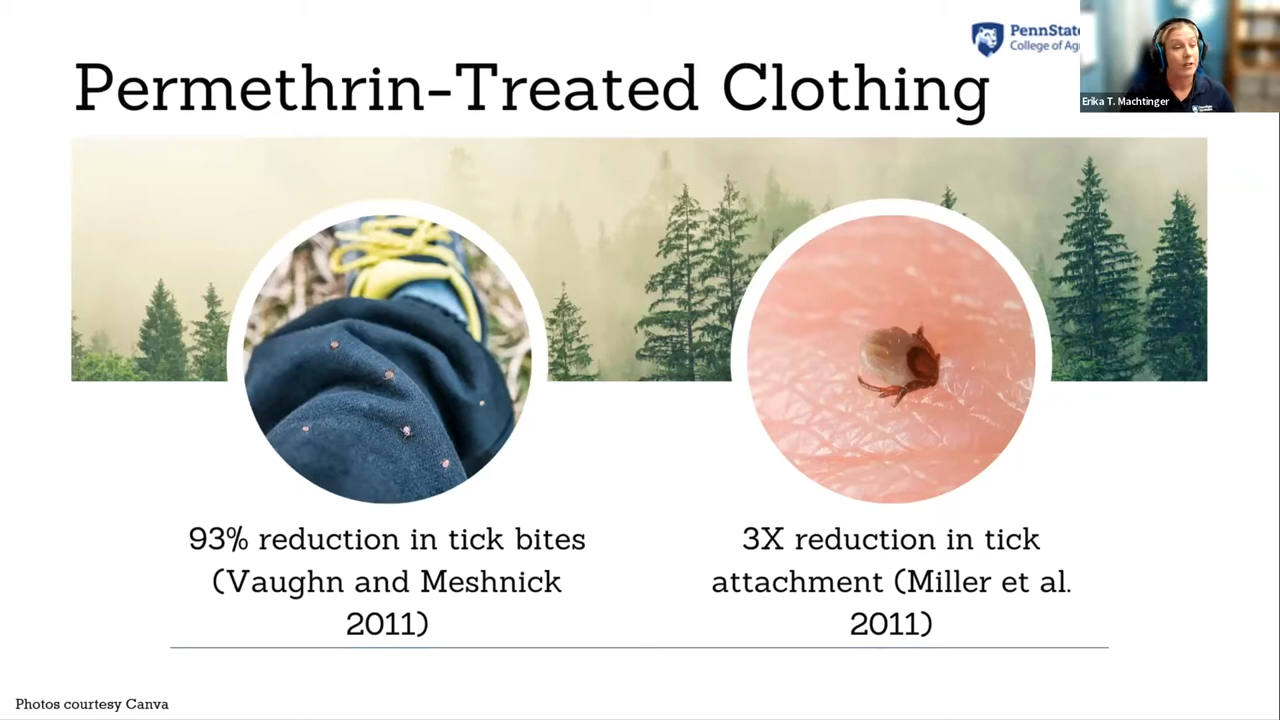 PennState
College of Ag
Permethrin-Treated Clothing
Erika T. Machtinger
93% reduction in tick bites
(Vaughn and Meshnick
2011)
3X reduction in tick
attachment (Miller et al.
2011)
Photos courtesy Canva